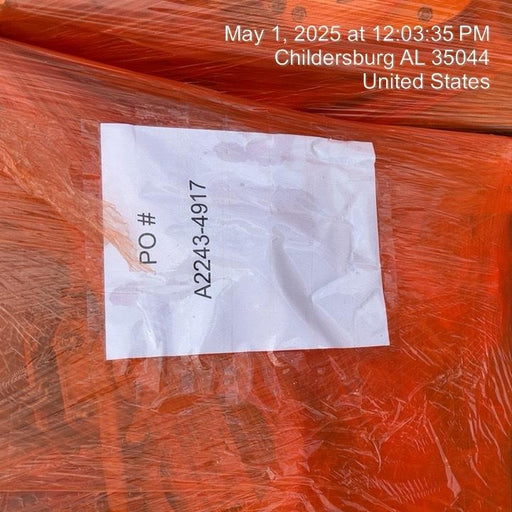 May 1, 2025 at 12:03:35 PM
Childersburg AL 35044
United States
PO #
A2243-4917